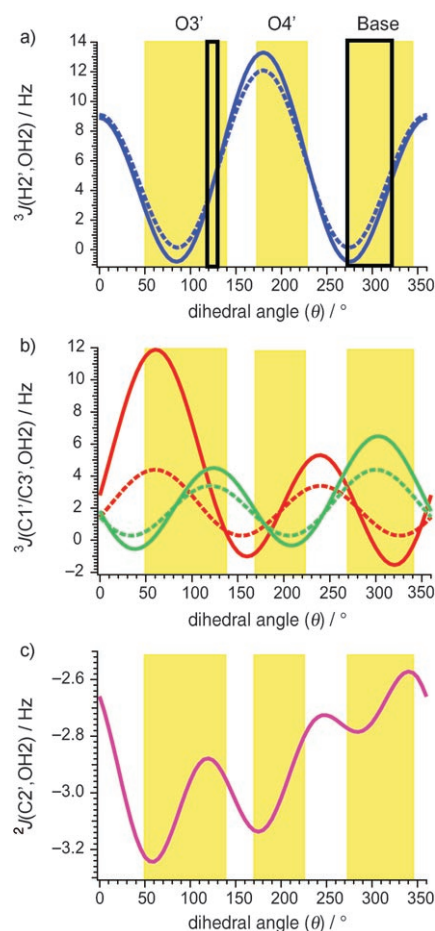 a) O3' O4' Base
³J(H2',OH2) / Hz
14
12
10
8
6
4
2
0
0 50 100 150 200 250 300 350
dihedral angle (θ) / °
b)
³J(C1'/C3',OH2) / Hz
12
10
8
6
4
2
0
−2
0 50 100 150 200 250 300 350
dihedral angle (θ) / °
c)
²J(C2',OH2) / Hz
−2.6
−2.8
−3.0
−3.2
0 50 100 150 200 250 300 350
dihedral angle (θ) / °